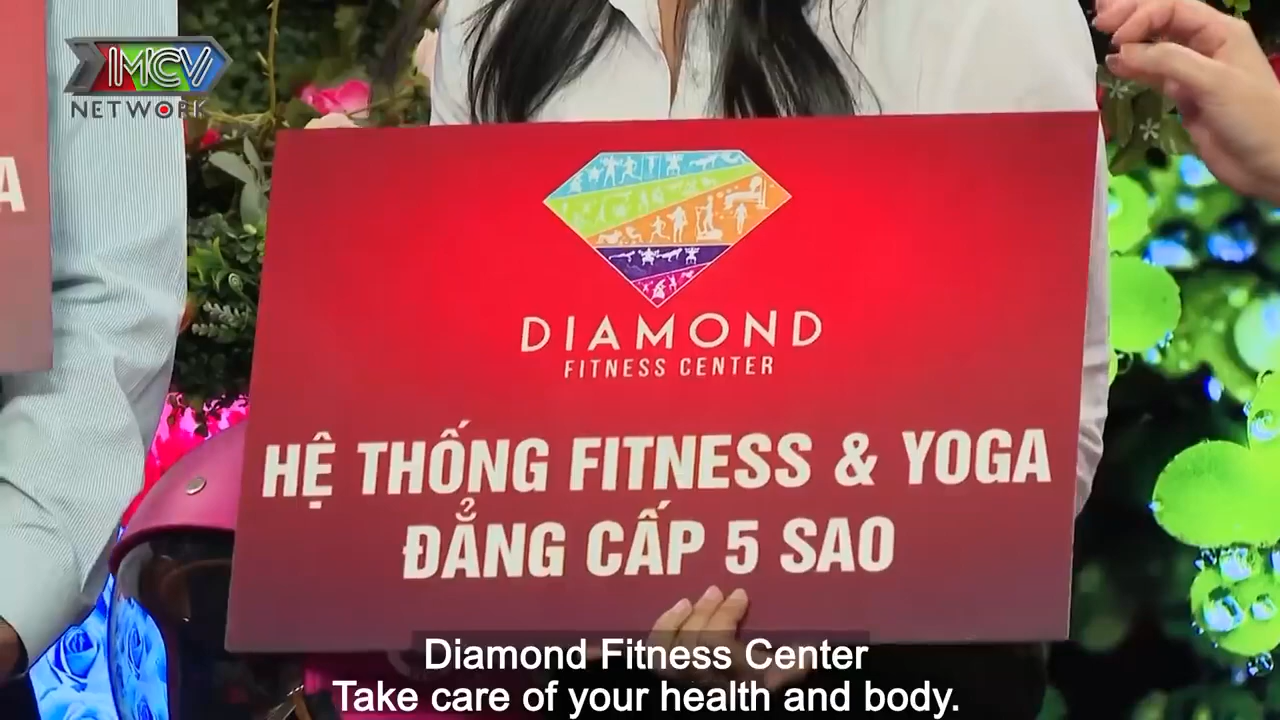 MCV
NETWORK
A
DIAMOND
FITNESS CENTER
HỆ THỐNG FITNESS & YOGA
ĐẲNG CẤP 5 SAO
Diamond Fitness Center
Take care of your health and body.